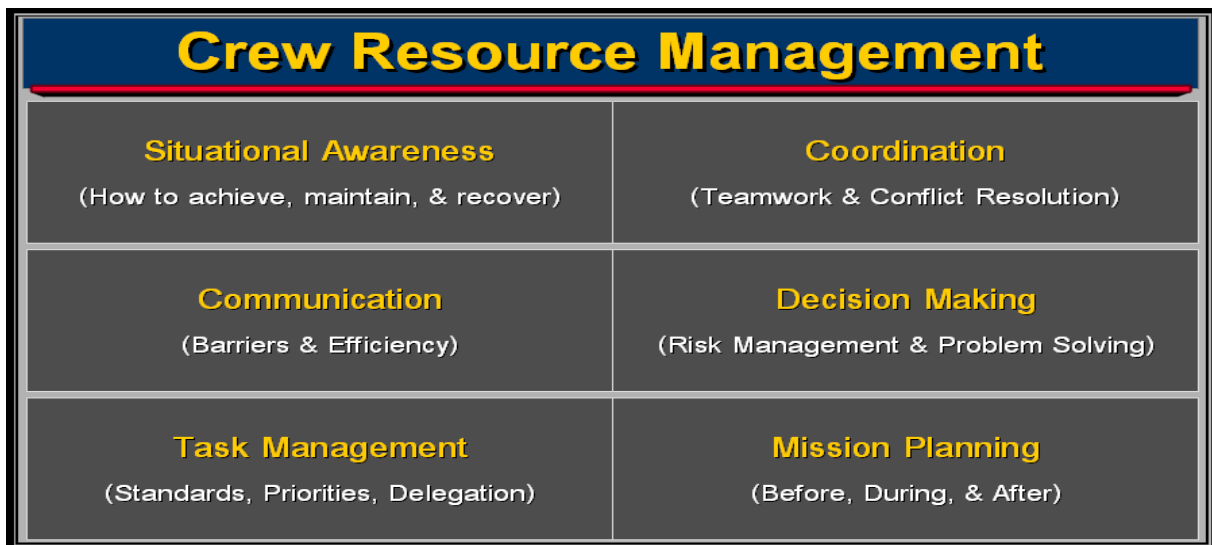 Crew Resource Management
Situational Awareness
(How to achieve, maintain, & recover)
Coordination
(Teamwork & Conflict Resolution)
Communication
(Barriers & Efficiency)
Decision Making
(Risk Management & Problem Solving)
Task Management
(Standards, Priorities, Delegation)
Mission Planning
(Before, During, & After)